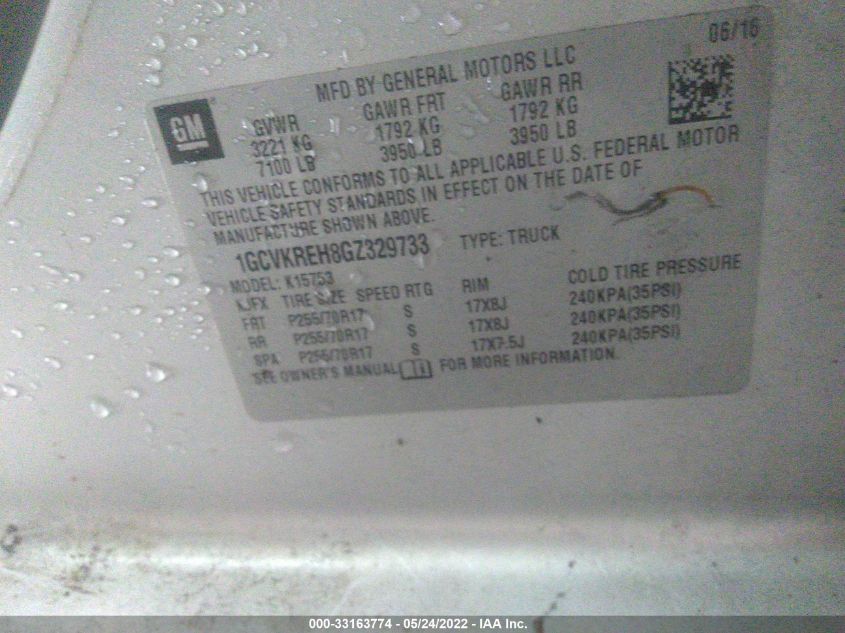 06/16
MFD BY GENERAL MOTORS LLC
GM
GVWR GAWR FRT GAWR RR
3221 KG 1792 KG 1792 KG
7100 LB 3950 LB 3950 LB
THIS VEHICLE CONFORMS TO ALL APPLICABLE U.S. FEDERAL MOTOR
VEHICLE SAFETY STANDARDS IN EFFECT ON THE DATE OF
MANUFACTURE SHOWN ABOVE.
1GCVKREH8GZ329733 TYPE: TRUCK
MODEL: K15753
KJFX TIRE SIZE SPEED RTG RIM COLD TIRE PRESSURE
FRT P255/70R17 S 17X8J 240KPA(35PSI)
RR P255/70R17 S 17X8J 240KPA(35PSI)
SPA P255/70R17 S 17X7.5J 240KPA(35PSI)
SEE OWNER'S MANUAL FOR MORE INFORMATION.
000-33163774 - 05/24/2022 - IAA Inc.